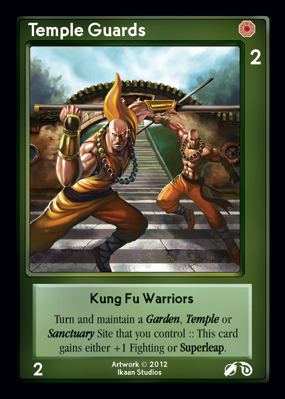 Temple Guards
2
Kung Fu Warriors
Turn and maintain a Garden, Temple or
Sanctuary Site that you control :: This card
gains either +1 Fighting or Superleap.
2
Artwork © 2012
Ikaan Studios